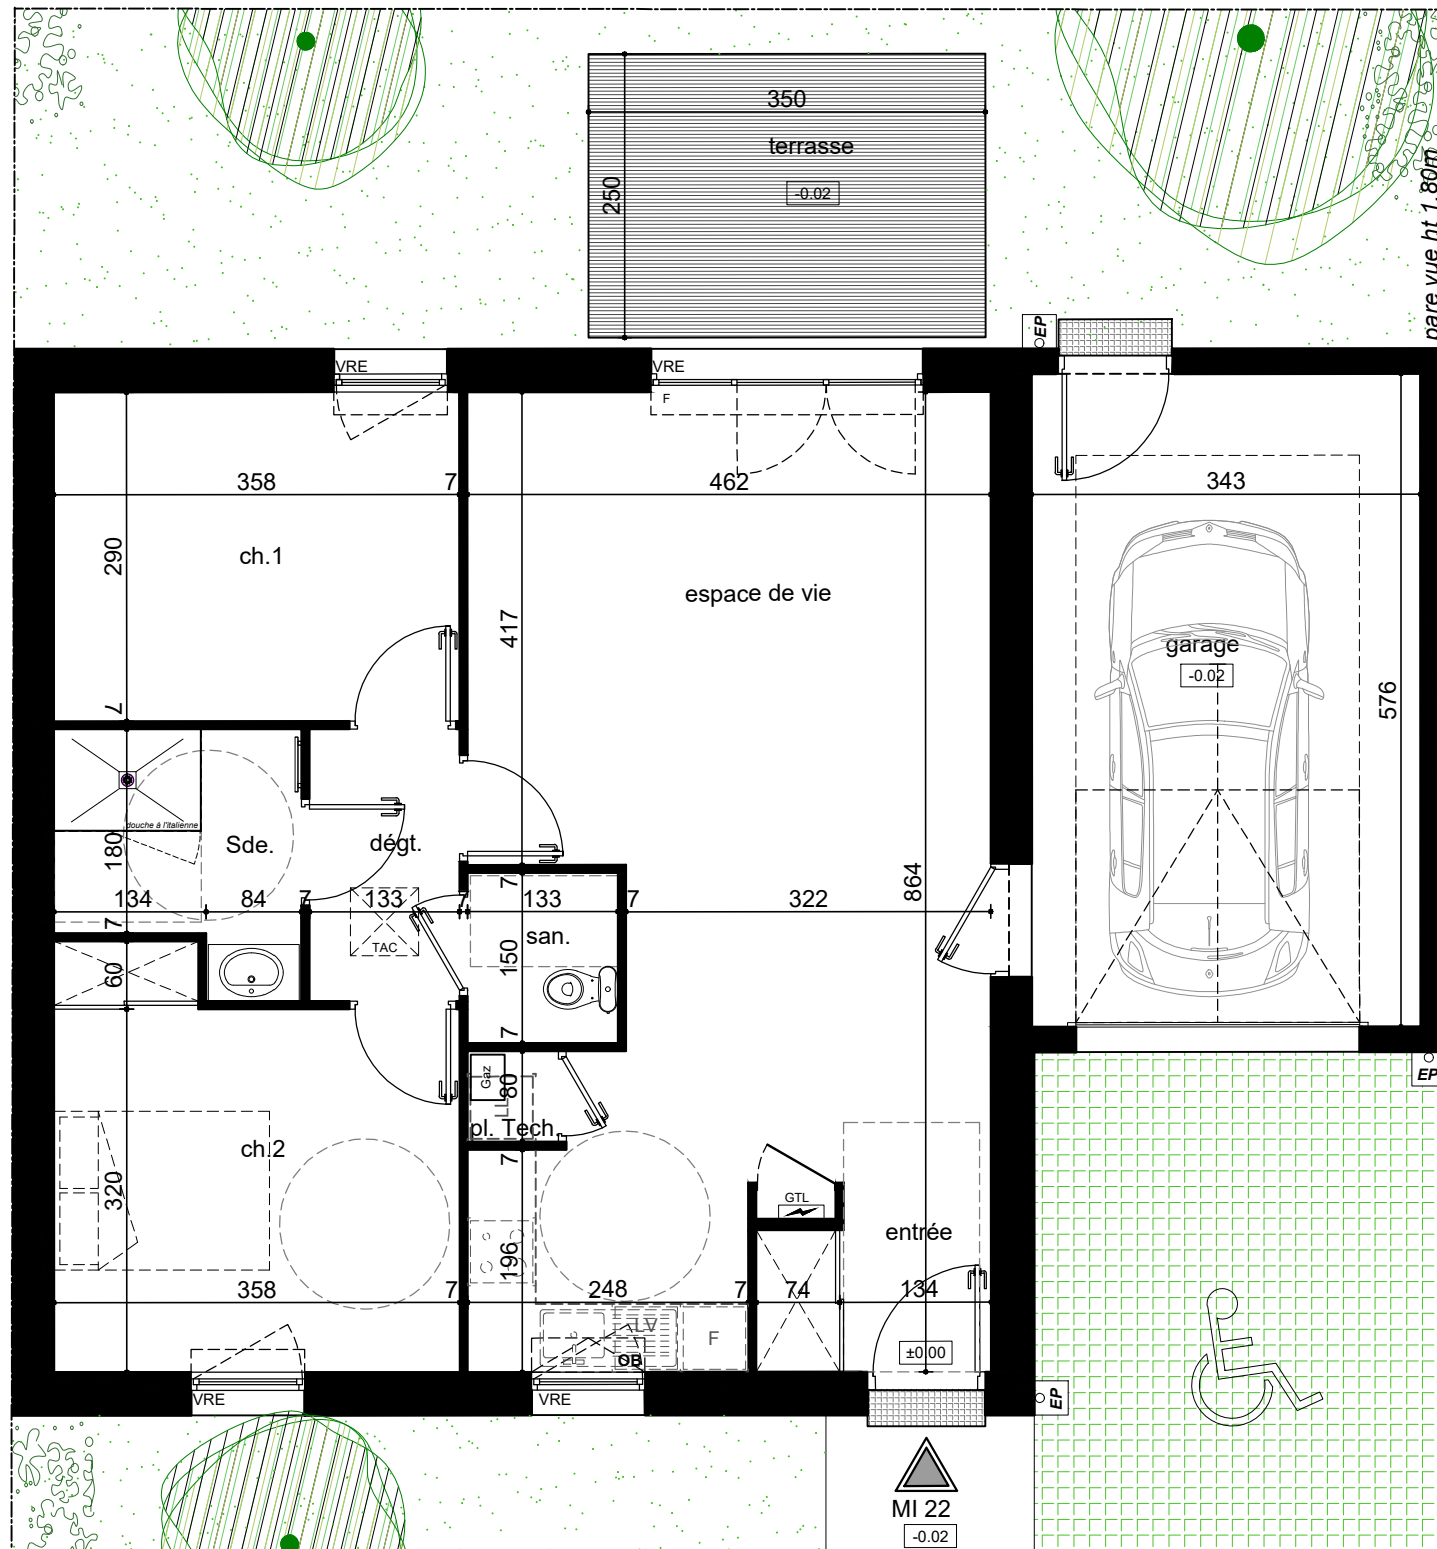 350
terrasse
-0.02
250
pare vue ht 1.80m
EP
VRE
VRE
F
358
7
462
343
290
ch.1
417
espace de vie
garage
-0.02
576
7
douche à l'italienne
180
Sde.
dégt.
134
84
7
133
7
133
7
322
864
7
7
TAC
san.
150
60
7
Gaz
80
LL
pl. Tech.
EP
7
ch.2
320
GTL
196
entrée
358
7
248
7
74
134
LV
F
OB
±0.00
VRE
VRE
EP
MI 22
-0.02